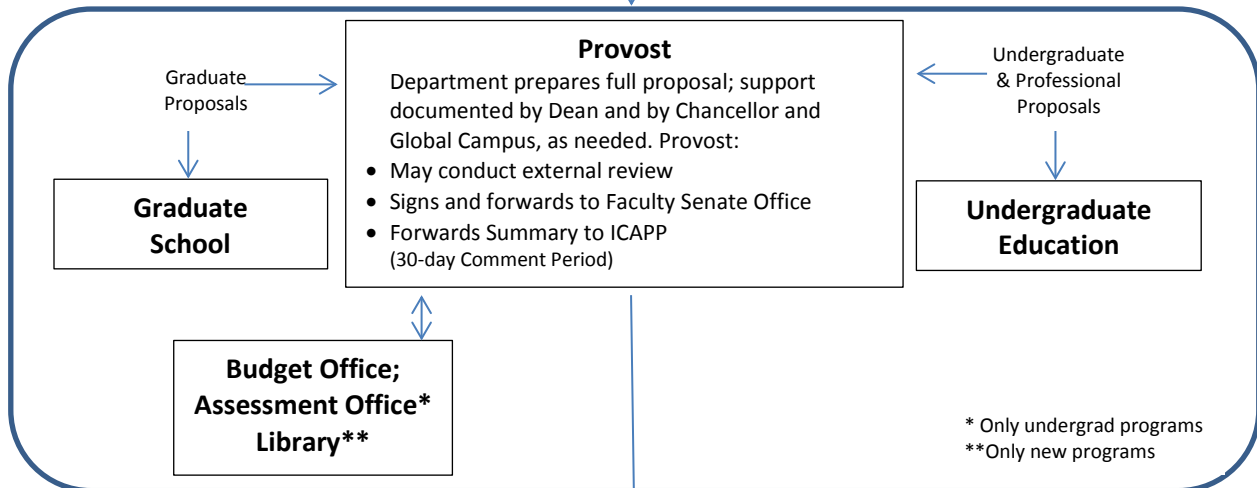 Provost
Department prepares full proposal; support
documented by Dean and by Chancellor and
Global Campus, as needed. Provost:
• May conduct external review
• Signs and forwards to Faculty Senate Office
• Forwards Summary to ICAPP
(30-day Comment Period)
Graduate
Proposals
Undergraduate
& Professional
Proposals
Graduate
School
Undergraduate
Education
Budget Office;
Assessment Office*
Library**
* Only undergrad programs
**Only new programs